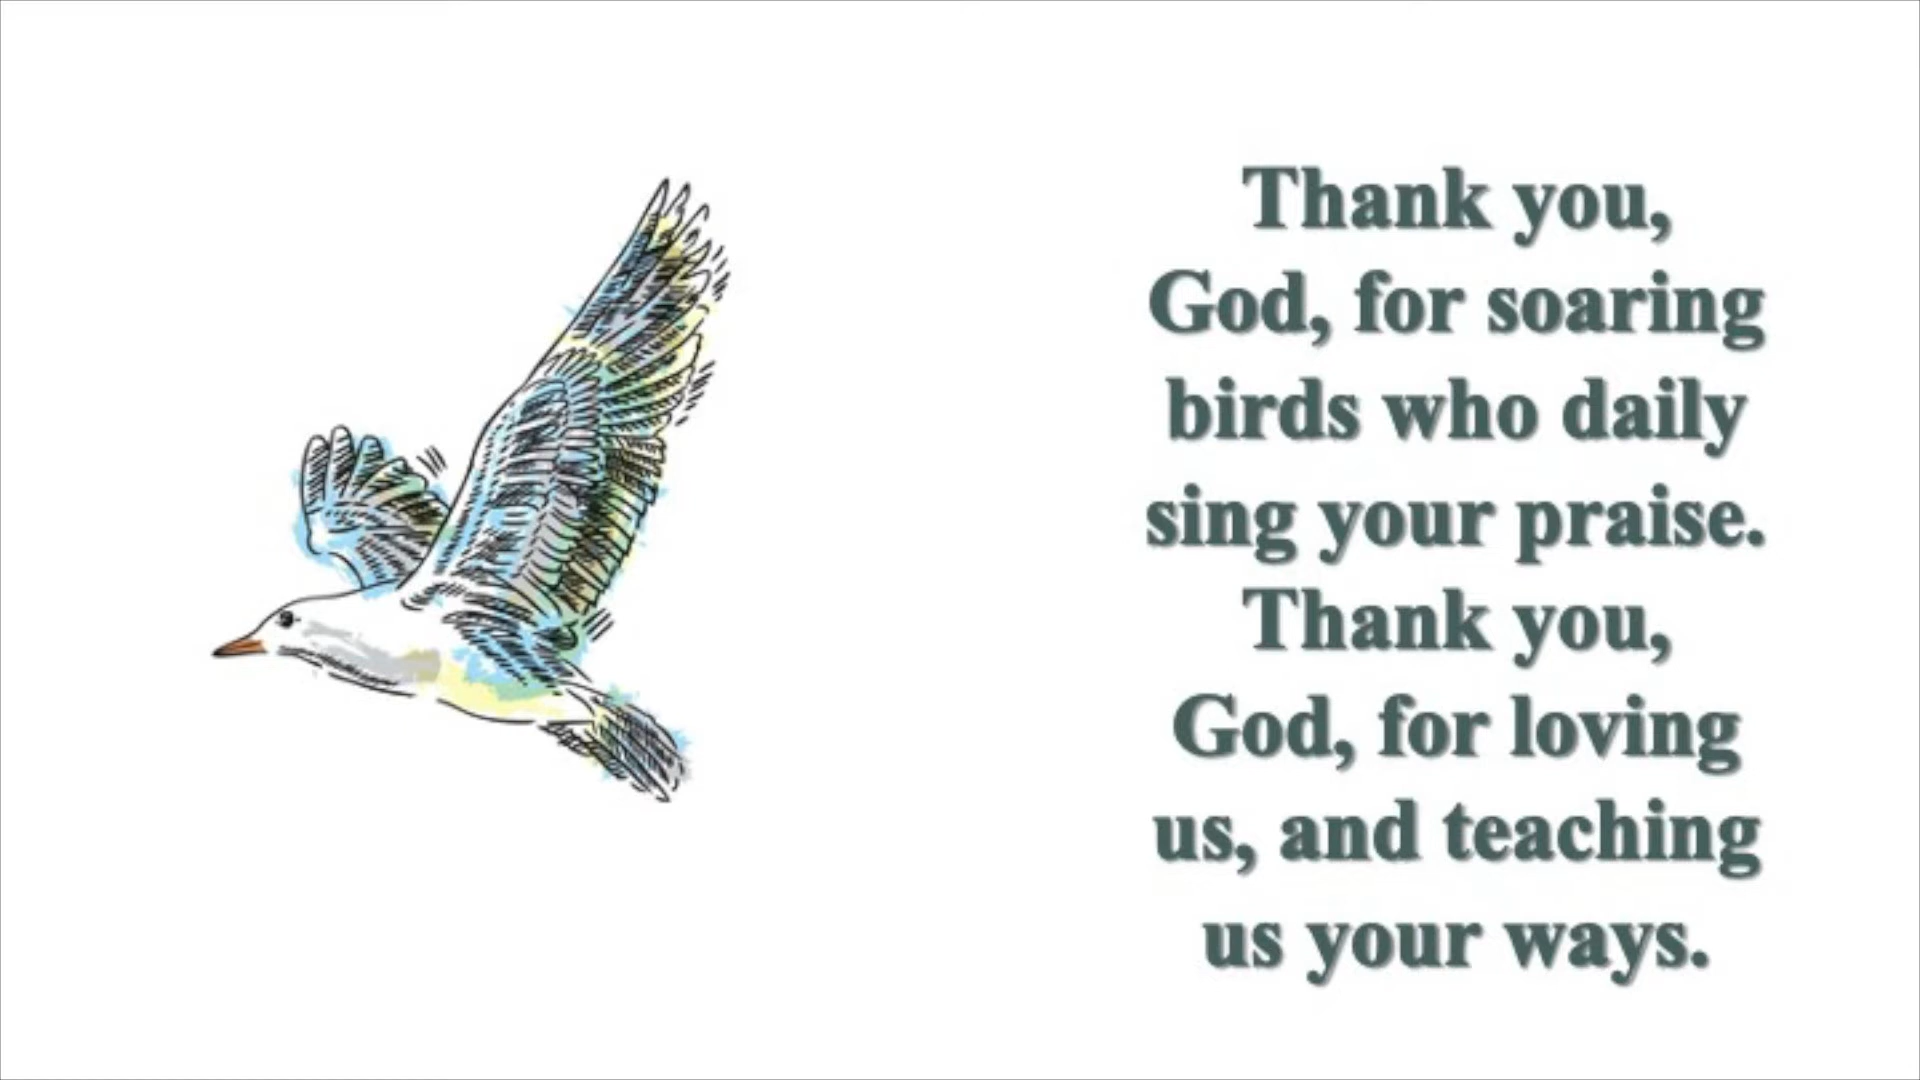 Thank you,
God, for soaring
birds who daily
sing your praise.
Thank you,
God, for loving
us, and teaching
us your ways.